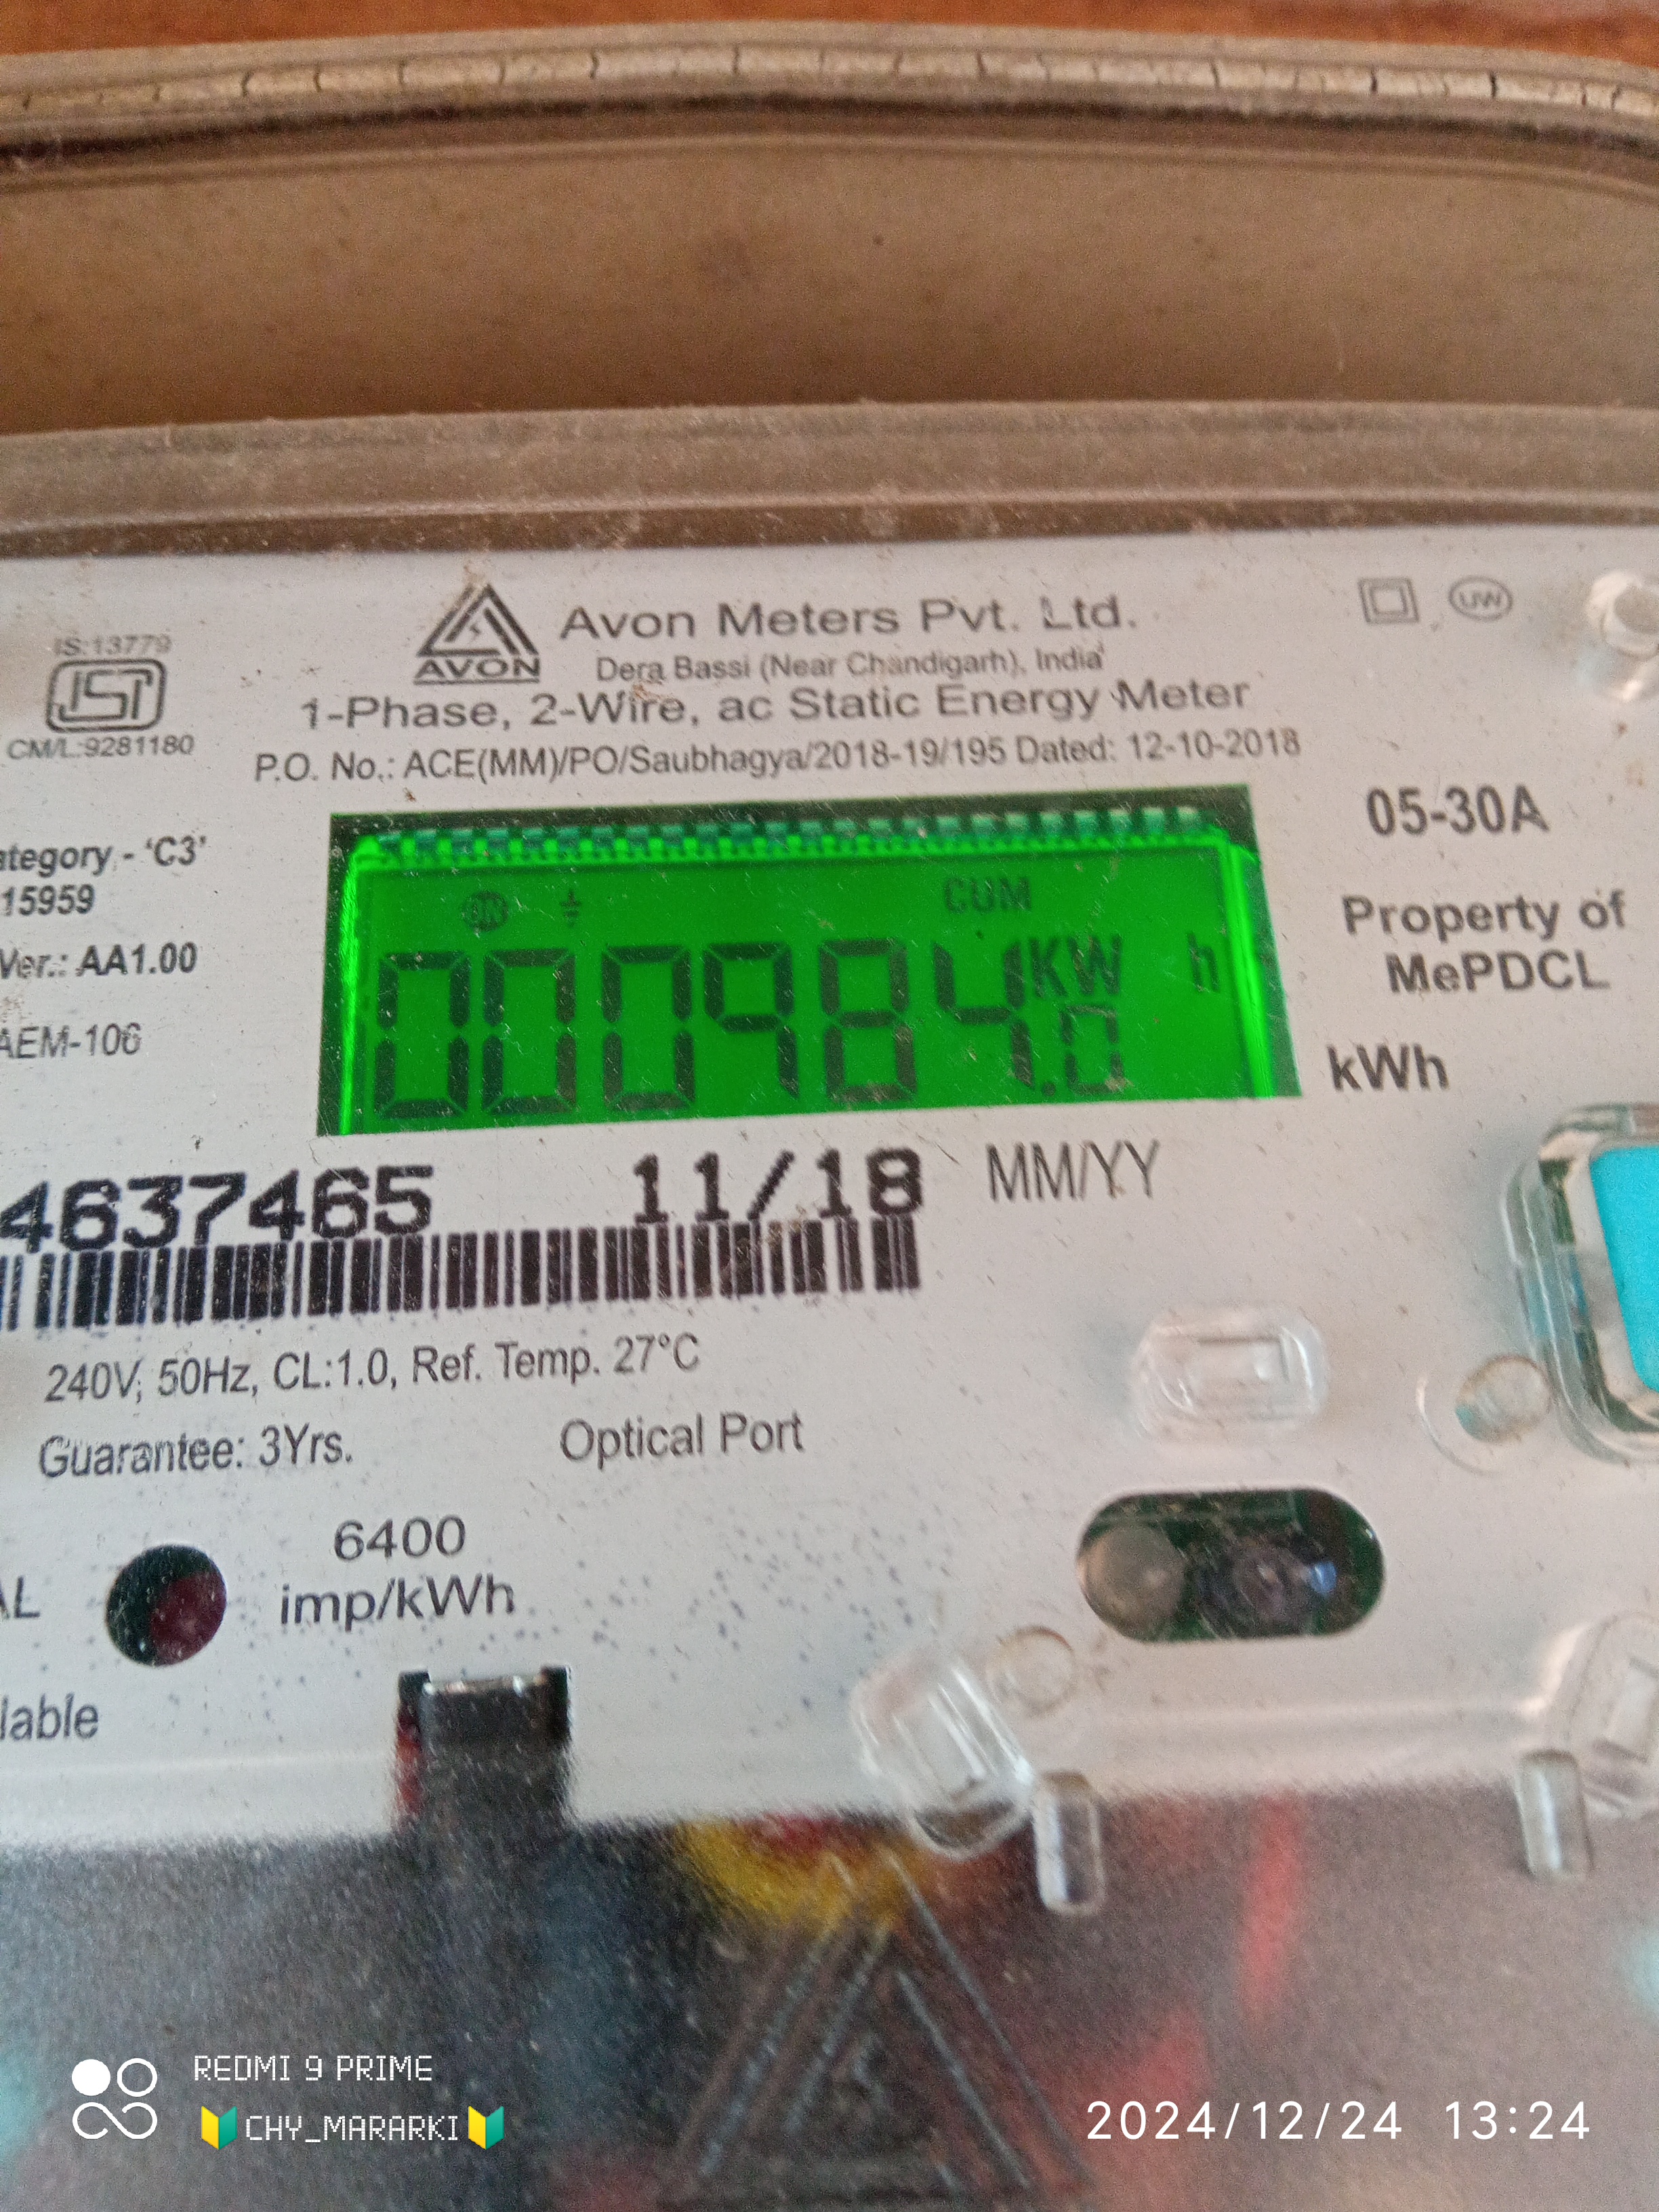 IS:13779
ISI
CM/L:9281180
AVON
Avon Meters Pvt. Ltd.
Dera Bassi (Near Chandigarh), India
1-Phase, 2-Wire, ac Static Energy Meter
P.O. No.: ACE(MM)/PO/Saubhagya/2018-19/195 Dated: 12-10-2018
UW
05-30A
Property of
MePDCL
kWh
ategory - ‘C3’
15959
Ver.: AA1.00
AEM-106
CUM
000984.0 KW h
4637465 11/18 MM/YY
240V, 50Hz, CL:1.0, Ref. Temp. 27°C
Guarantee: 3Yrs. Optical Port
AL
6400
imp/kWh
lable
REDMI 9 PRIME
CHY_MARARKI
2024/12/24 13:24